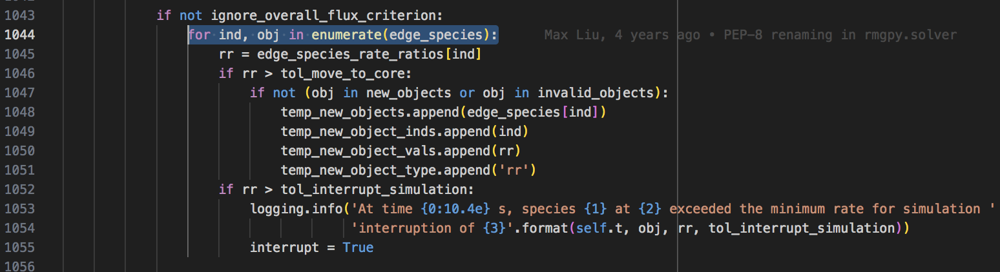 1043 if not ignore_overall_flux_criterion:
1044 for ind, obj in enumerate(edge_species): Max Liu, 4 years ago • PEP-8 renaming in rmgpy.solver
1045 rr = edge_species_rate_ratios[ind]
1046 if rr > tol_move_to_core:
1047 if not (obj in new_objects or obj in invalid_objects):
1048 temp_new_objects.append(edge_species[ind])
1049 temp_new_object_inds.append(ind)
1050 temp_new_object_vals.append(rr)
1051 temp_new_object_type.append('rr')
1052 if rr > tol_interrupt_simulation:
1053 logging.info('At time {0:10.4e} s, species {1} at {2} exceeded the minimum rate for simulation '
1054 'interruption of {3}'.format(self.t, obj, rr, tol_interrupt_simulation))
1055 interrupt = True
1056